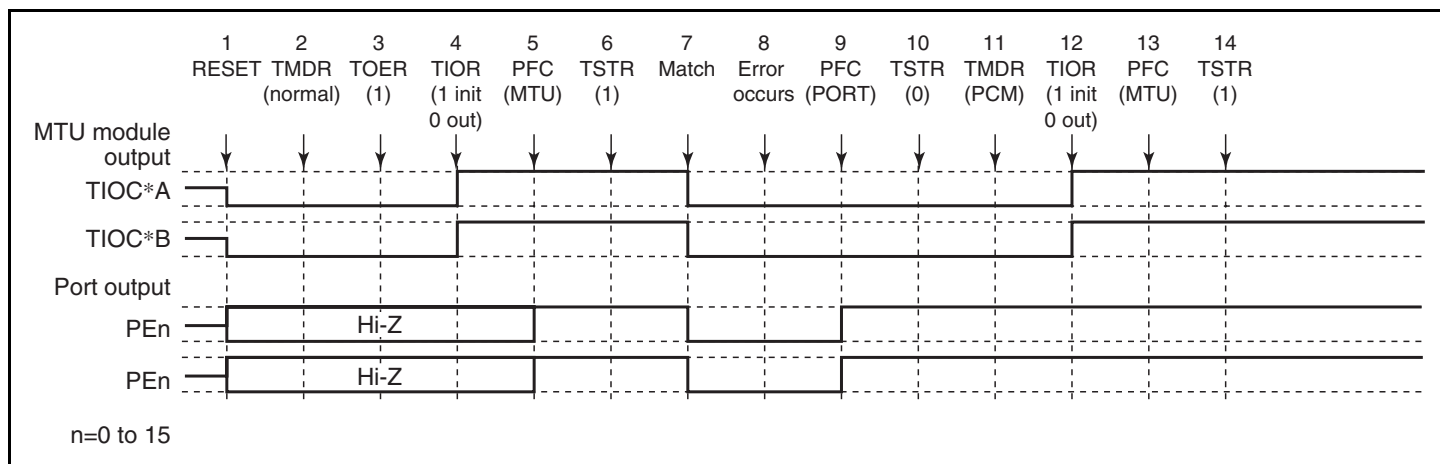 1 2 3 4 5 6 7 8 9 10 11 12 13 14
RESET TMDR TOER TIOR PFC TSTR Match Error PFC TSTR TMDR TIOR PFC TSTR
(normal) (1) (1 init (MTU) (1) occurs (PORT) (0) (PCM) (1 init (MTU) (1)
0 out) 0 out)
MTU module
output
TIOC*A
TIOC*B
Port output
PEn Hi-Z
PEn Hi-Z
n=0 to 15